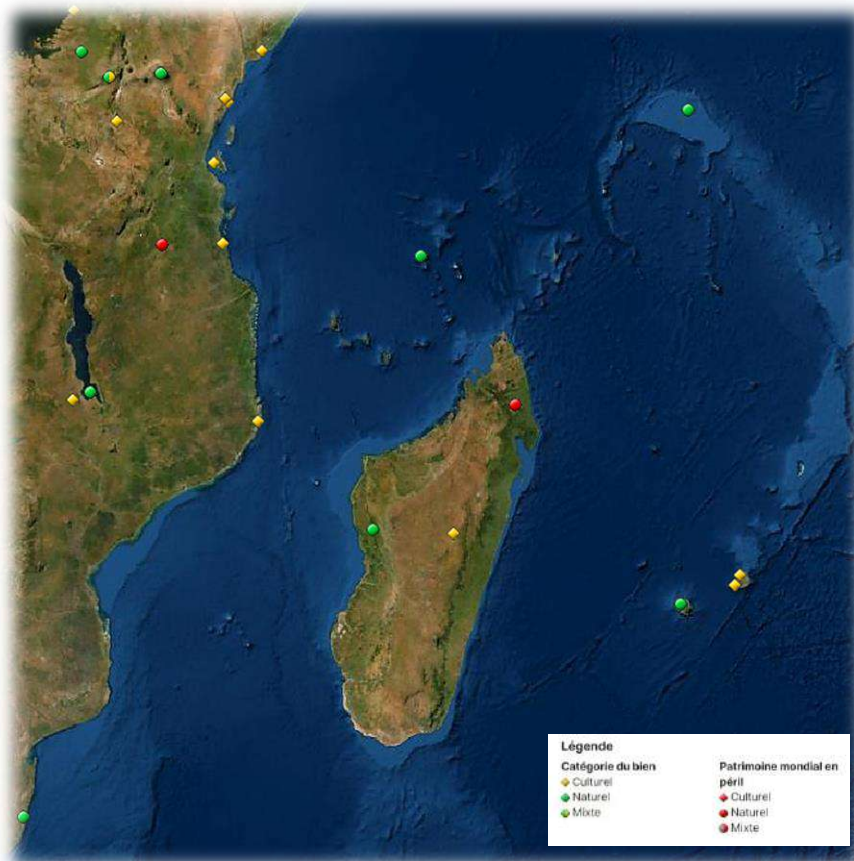 Légende
Catégorie du bien
Culturel
Naturel
Mixte
Patrimoine mondial en
péril
Culturel
Naturel
Mixte